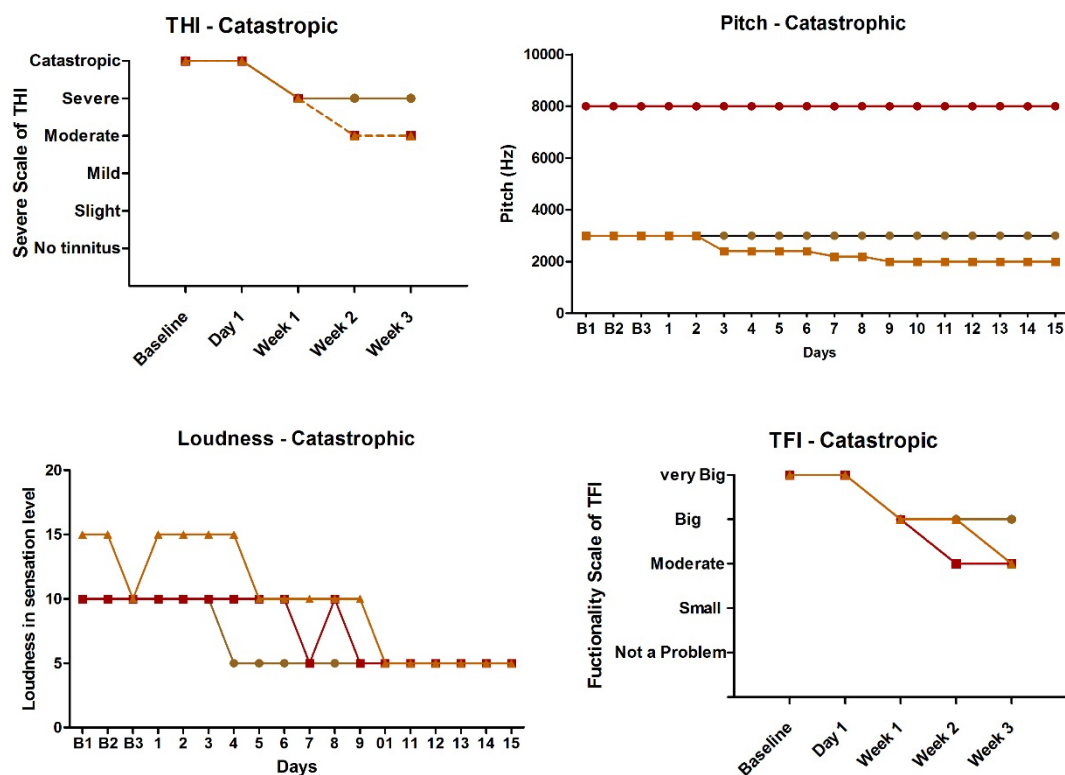 THI - Catastropic
Severe Scale of THI
Catastropic
Severe
Moderate
Mild
Slight
No tinnitus
Baseline
Day 1
Week 1
Week 2
Week 3
Pitch - Catastrophic
Pitch (Hz)
10000
8000
6000
4000
2000
0
B1 B2 B3 1 2 3 4 5 6 7 8 9 10 11 12 13 14 15
Days
Loudness - Catastrophic
Loudness in sensation level
20
15
10
5
0
B1 B2 B3 1 2 3 4 5 6 7 8 9 01 11 12 13 14 15
Days
TFI - Catastropic
Fuctionality Scale of TFI
very Big
Big
Moderate
Small
Not a Problem
Baseline
Day 1
Week 1
Week 2
Week 3